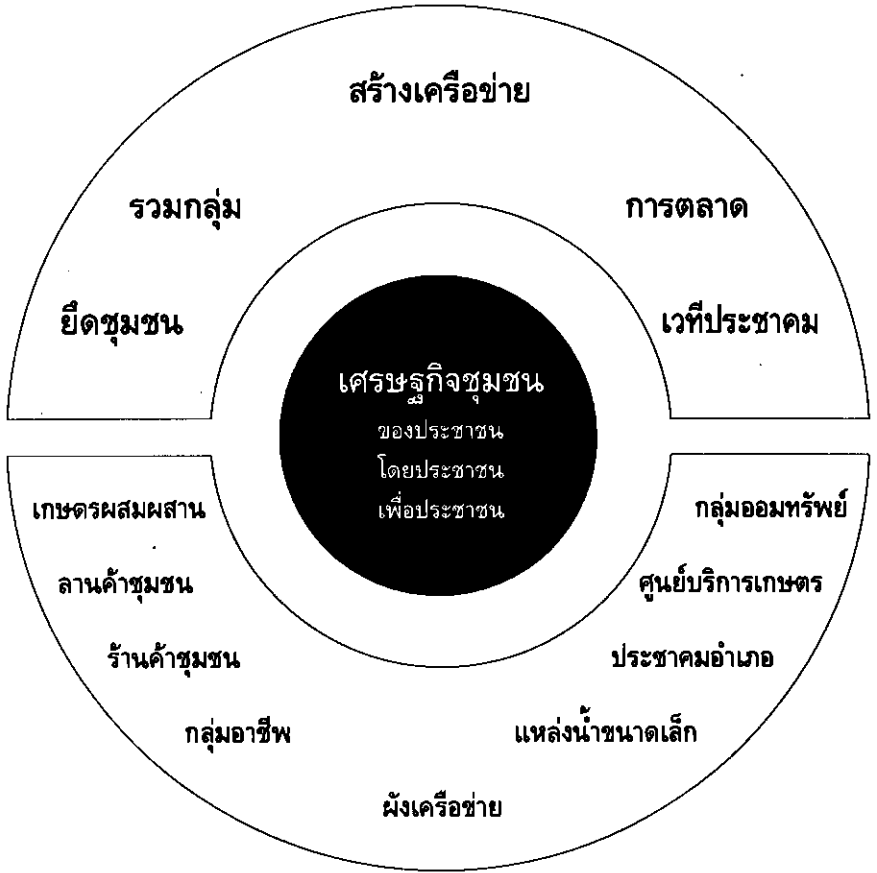 สร้างเครือข่าย
รวมกลุ่ม
การตลาด
ยึดชุมชน
เวทีประชาคม
เศรษฐกิจชุมชน
ของประชาชน
โดยประชาชน
เพื่อประชาชน
เกษตรผสมผสาน
กลุ่มออมทรัพย์
ลานค้าชุมชน
ศูนย์บริการเกษตร
ร้านค้าชุมชน
ประชาคมอำเภอ
กลุ่มอาชีพ
แหล่งน้ำขนาดเล็ก
ผังเครือข่าย